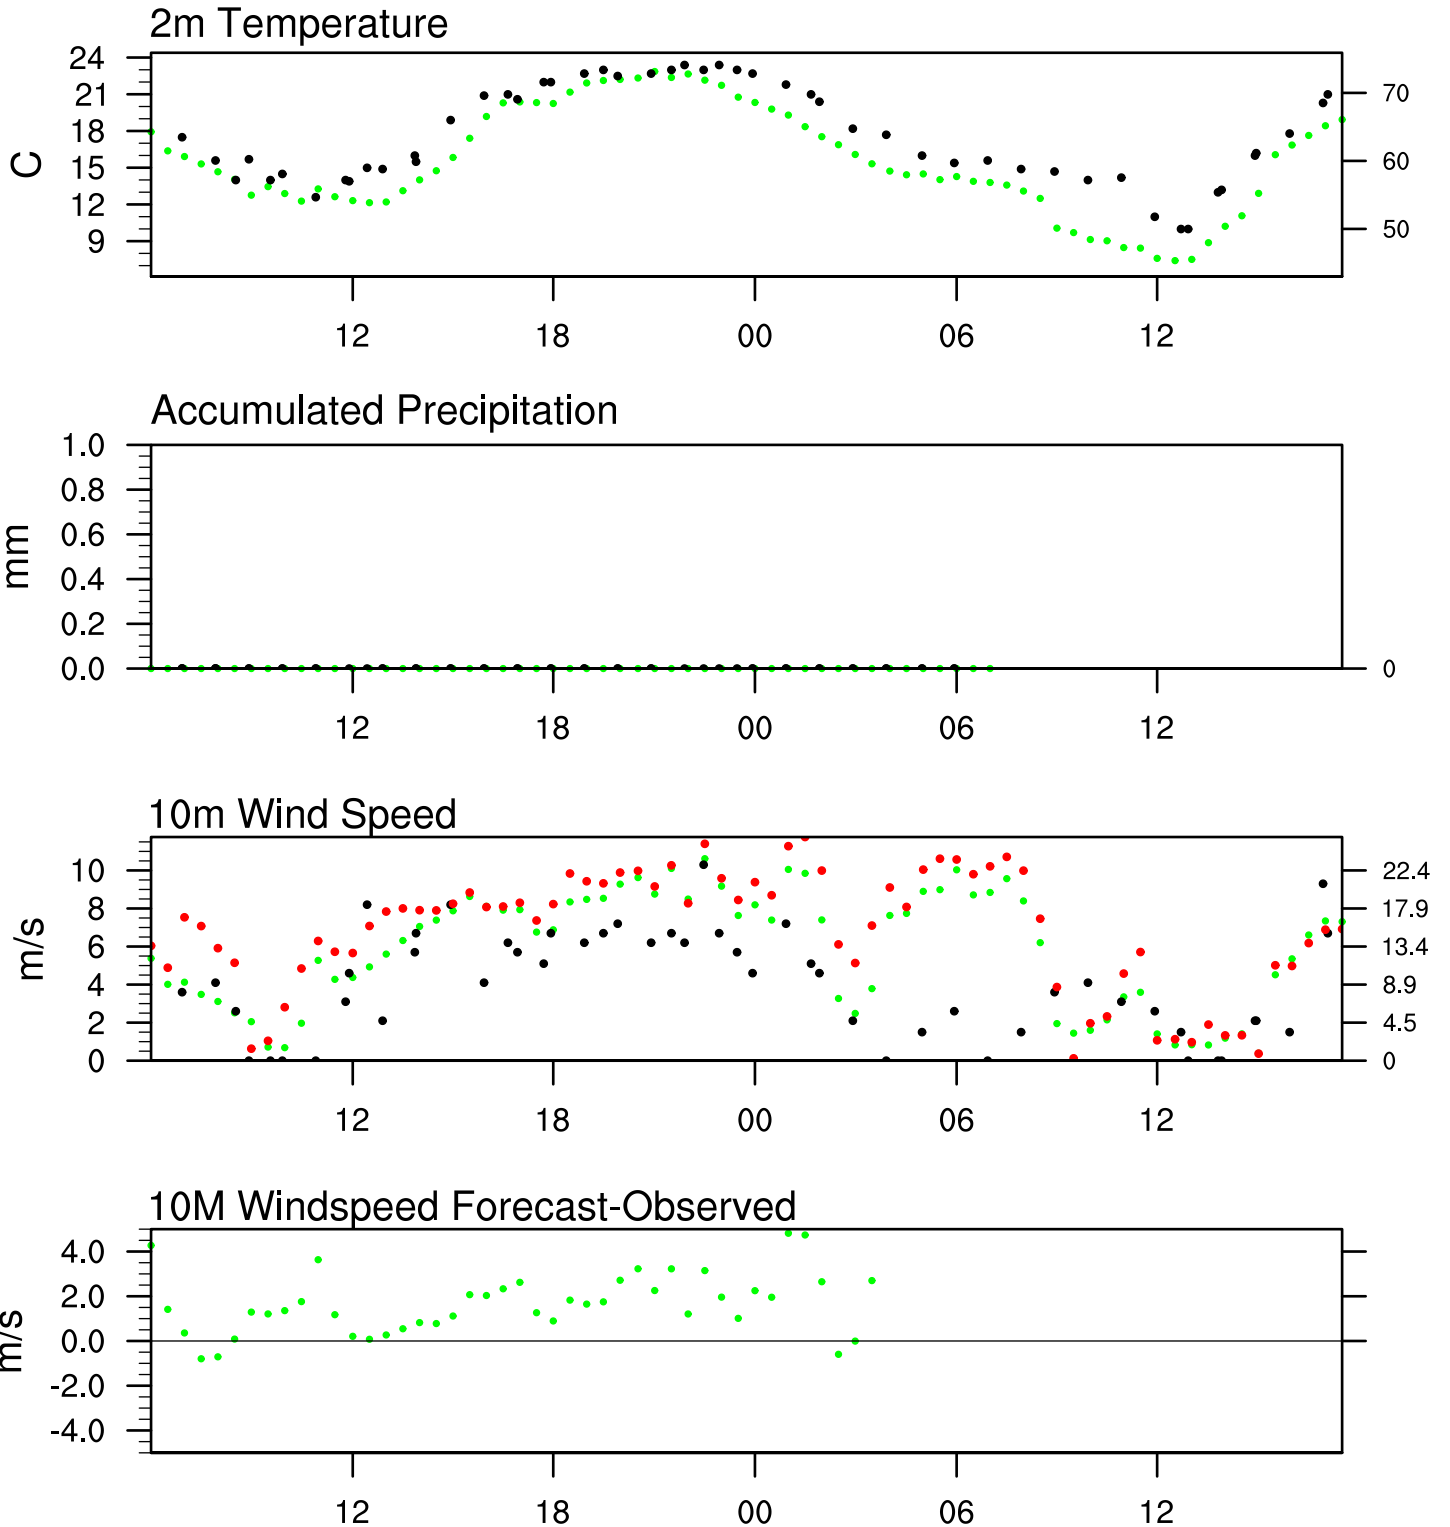 2m Temperature
24
21
18
15
12
9
C
70
60
50
12 18 00 06 12
Accumulated Precipitation
1.0
0.8
0.6
0.4
0.2
0.0
mm
0
12 18 00 06 12
10m Wind Speed
10
8
6
4
2
0
m/s
22.4
17.9
13.4
8.9
4.5
0
12 18 00 06 12
10M Windspeed Forecast-Observed
4.0
2.0
0.0
-2.0
-4.0
m/s
12 18 00 06 12